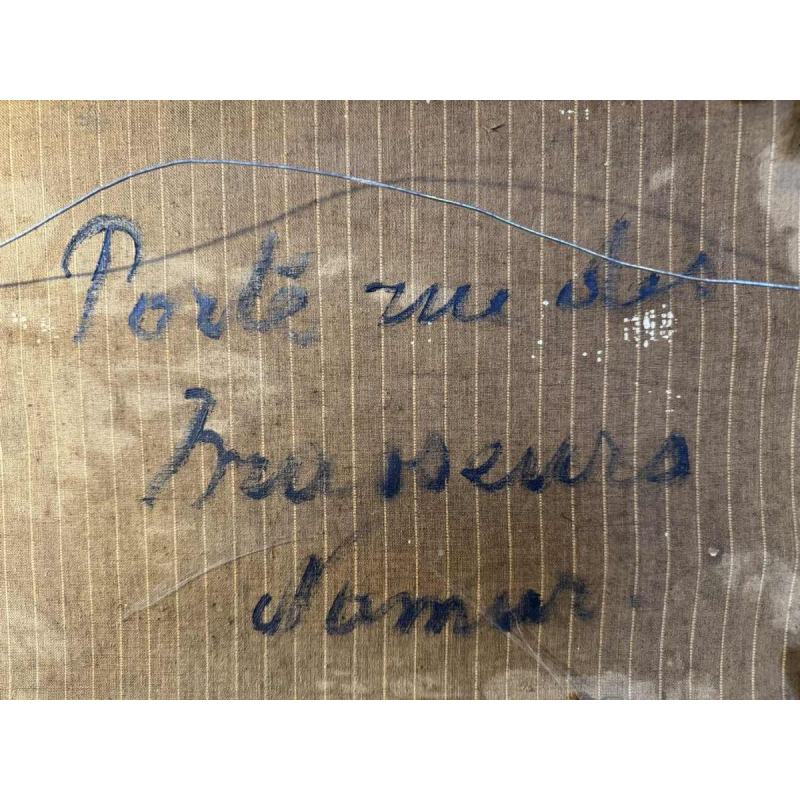 Porte rue des
Brasseurs
Namur.